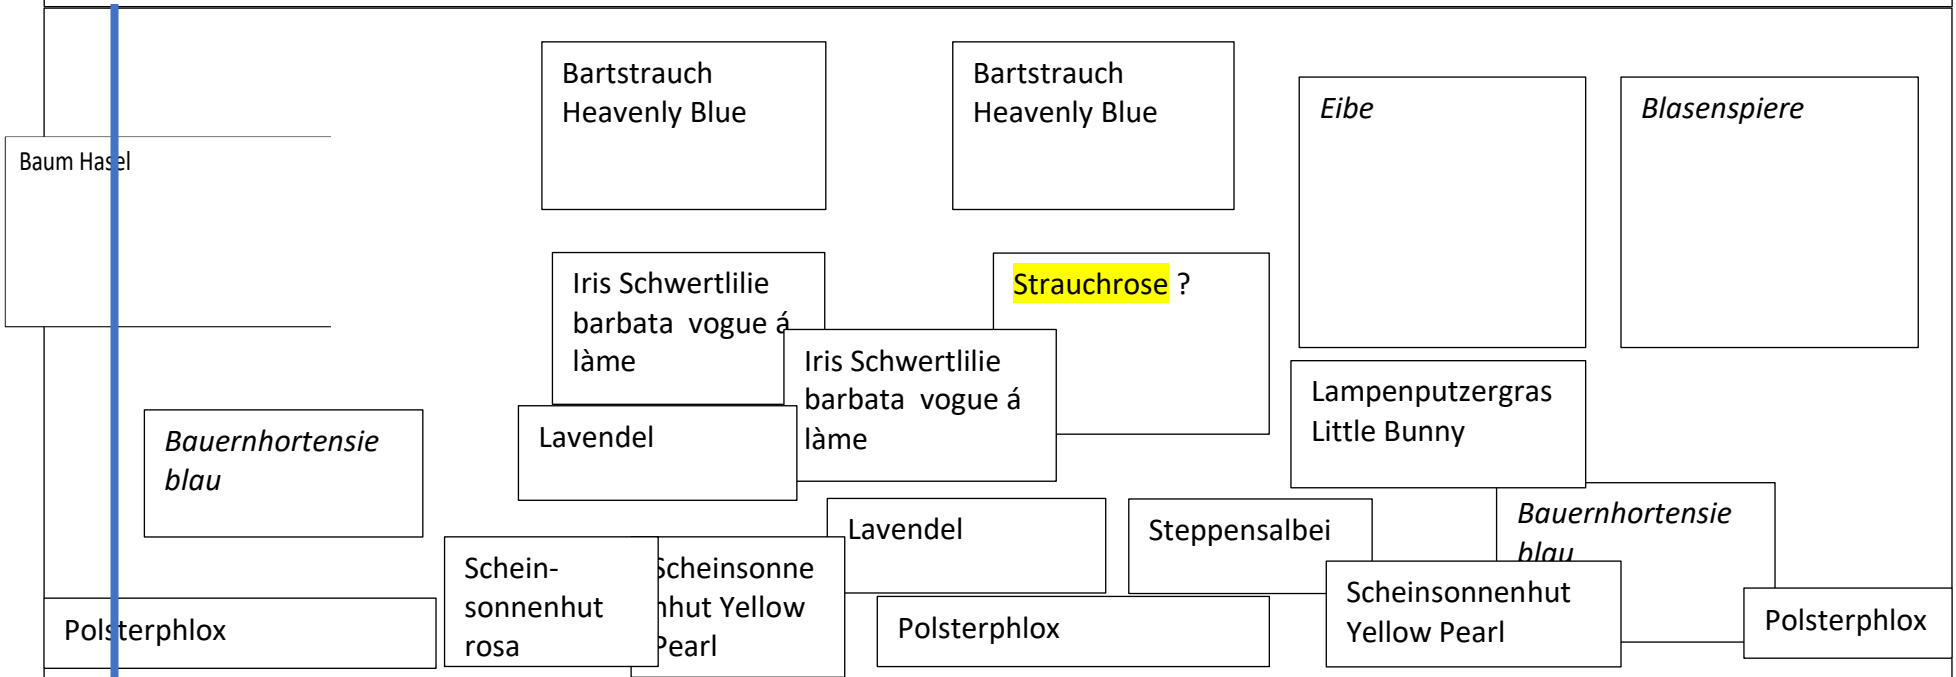 Bartstrauch
Heavenly Blue
Bartstrauch
Heavenly Blue
Eibe
Blasenspiere
Baum Hasel
Iris Schwertlilie
barbata  vogue á
làme
Strauchrose ?
Iris Schwertlilie
barbata  vogue á
làme
Lampenputzergras
Little Bunny
Bauernhortensie
blau
Lavendel
Lavendel
Steppensalbei
Bauernhortensie
blau
Schein-
sonnenhut
rosa
Scheinsonne
nhut Yellow
Pearl
Scheinsonnenhut
Yellow Pearl
Polsterphlox
Polsterphlox
Polsterphlox